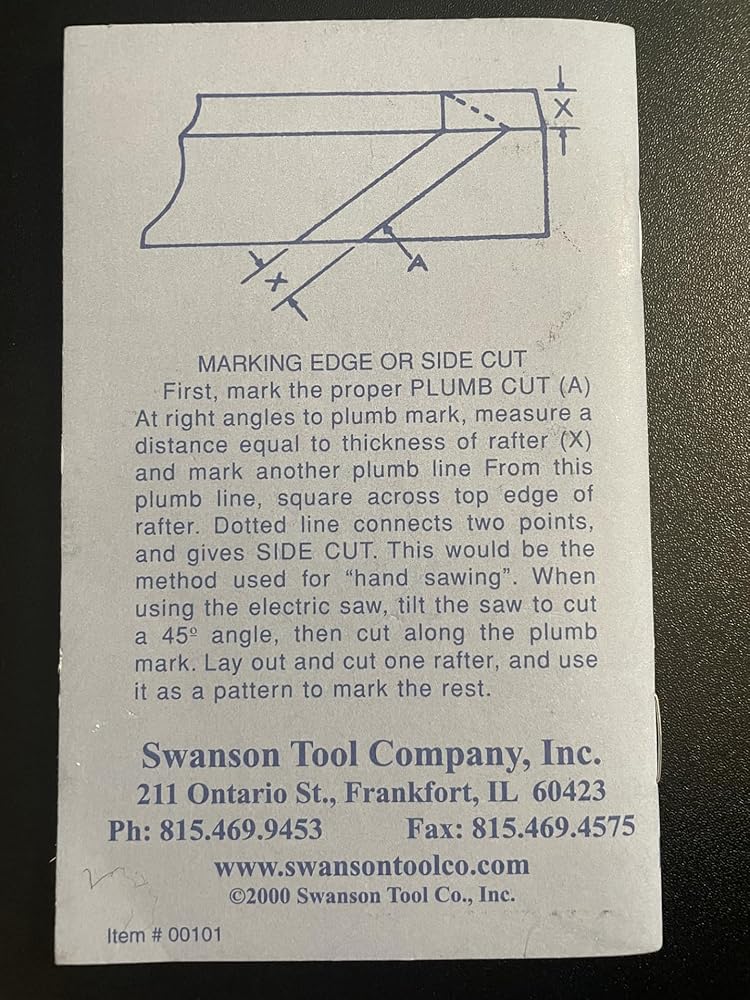 X
X
A
MARKING EDGE OR SIDE CUT
First, mark the proper PLUMB CUT (A)
At right angles to plumb mark, measure a
distance equal to thickness of rafter (X)
and mark another plumb line From this
plumb line, square across top edge of
rafter. Dotted line connects two points,
and gives SIDE CUT. This would be the
method used for “hand sawing”. When
using the electric saw, tilt the saw to cut
a 45º angle, then cut along the plumb
mark. Lay out and cut one rafter, and use
it as a pattern to mark the rest.
Swanson Tool Company, Inc.
211 Ontario St., Frankfort, IL 60423
Ph: 815.469.9453 Fax: 815.469.4575
www.swansontoolco.com
©2000 Swanson Tool Co., Inc.
Item # 00101